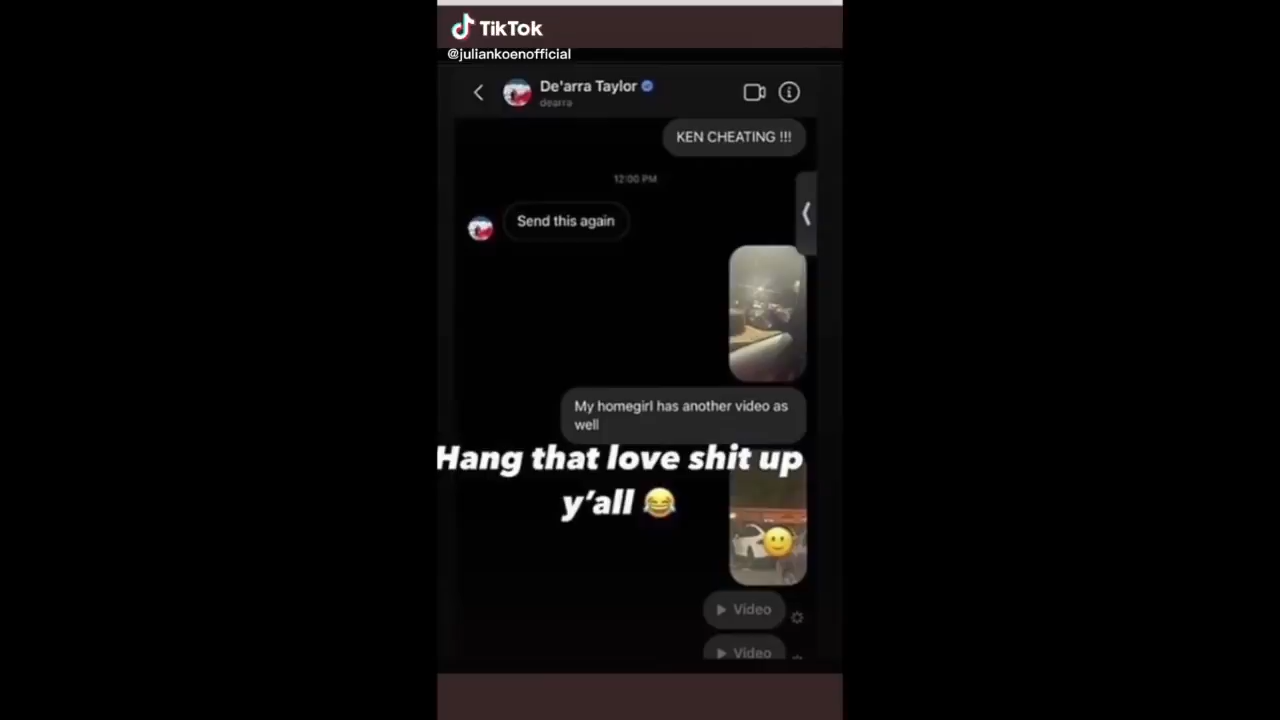 TikTok
@juliankoenofficial
De'arra Taylor
dearra
KEN CHEATING !!!
12:00 PM
Send this again
My homegirl has another video as
well
Hang that love shit up
y'all 😂
Video
Video